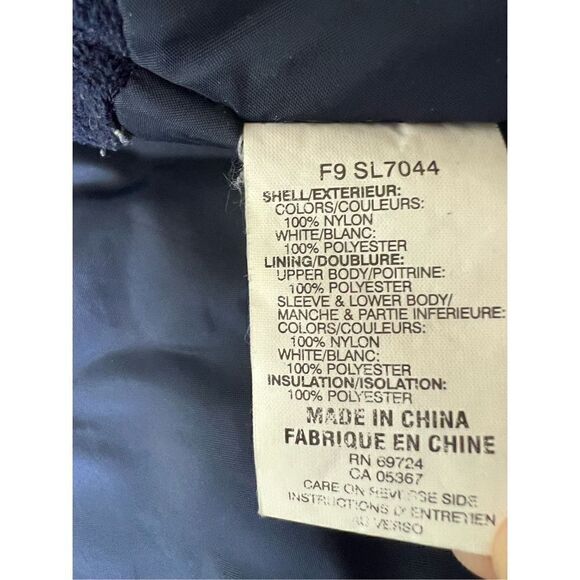 F9 SL7044
SHELL/EXTERIEUR:
COLORS/COULEURS:
100% NYLON
WHITE/BLANC:
100% POLYESTER
LINING/DOUBLURE:
UPPER BODY/POITRINE:
100% POLYESTER
SLEEVE & LOWER BODY/
MANCHE & PARTIE INFERIEURE:
COLORS/COULEURS:
100% NYLON
WHITE/BLANC:
100% POLYESTER
INSULATION/ISOLATION:
100% POLYESTER
MADE IN CHINA
FABRIQUE EN CHINE
RN 69724
CA 05367
CARE ON REVERSE SIDE
INSTRUCTIONS D'ENTRETIEN
AU VERSO